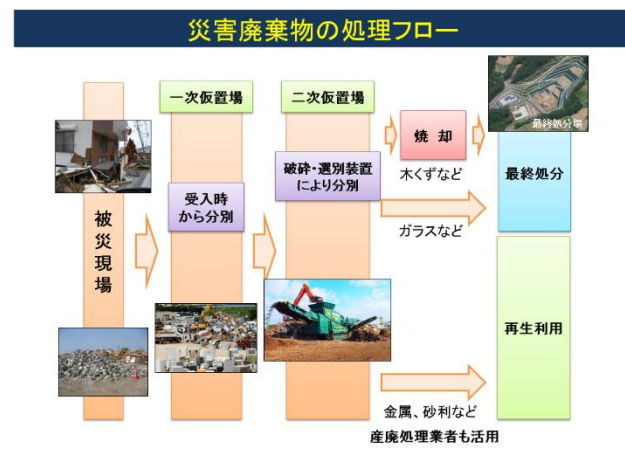 災害廃棄物の処理フロー
被災現場
一次仮置場
受入時
から分別
二次仮置場
破砕・選別装置
により分別
焼 却
木くずなど
ガラスなど
最終処分場
最終処分
再生利用
金属、砂利など
産廃処理業者も活用